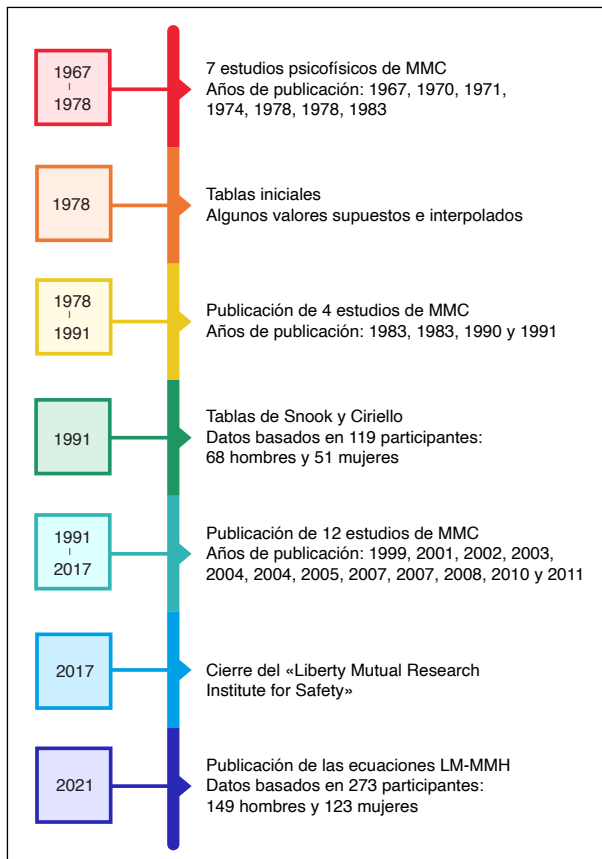 1967
–
1978
7 estudios psicofísicos de MMC
Años de publicación: 1967, 1970, 1971,
1974, 1978, 1978, 1983
1978
Tablas iniciales
Algunos valores supuestos e interpolados
1978
–
1991
Publicación de 4 estudios de MMC
Años de publicación: 1983, 1983, 1990 y 1991
1991
Tablas de Snook y Ciriello
Datos basados en 119 participantes:
68 hombres y 51 mujeres
1991
–
2017
Publicación de 12 estudios de MMC
Años de publicación: 1999, 2001, 2002, 2003,
2004, 2004, 2005, 2007, 2007, 2008, 2010 y 2011
2017
Cierre del «Liberty Mutual Research
Institute for Safety»
2021
Publicación de las ecuaciones LM-MMH
Datos basados en 273 participantes:
149 hombres y 123 mujeres